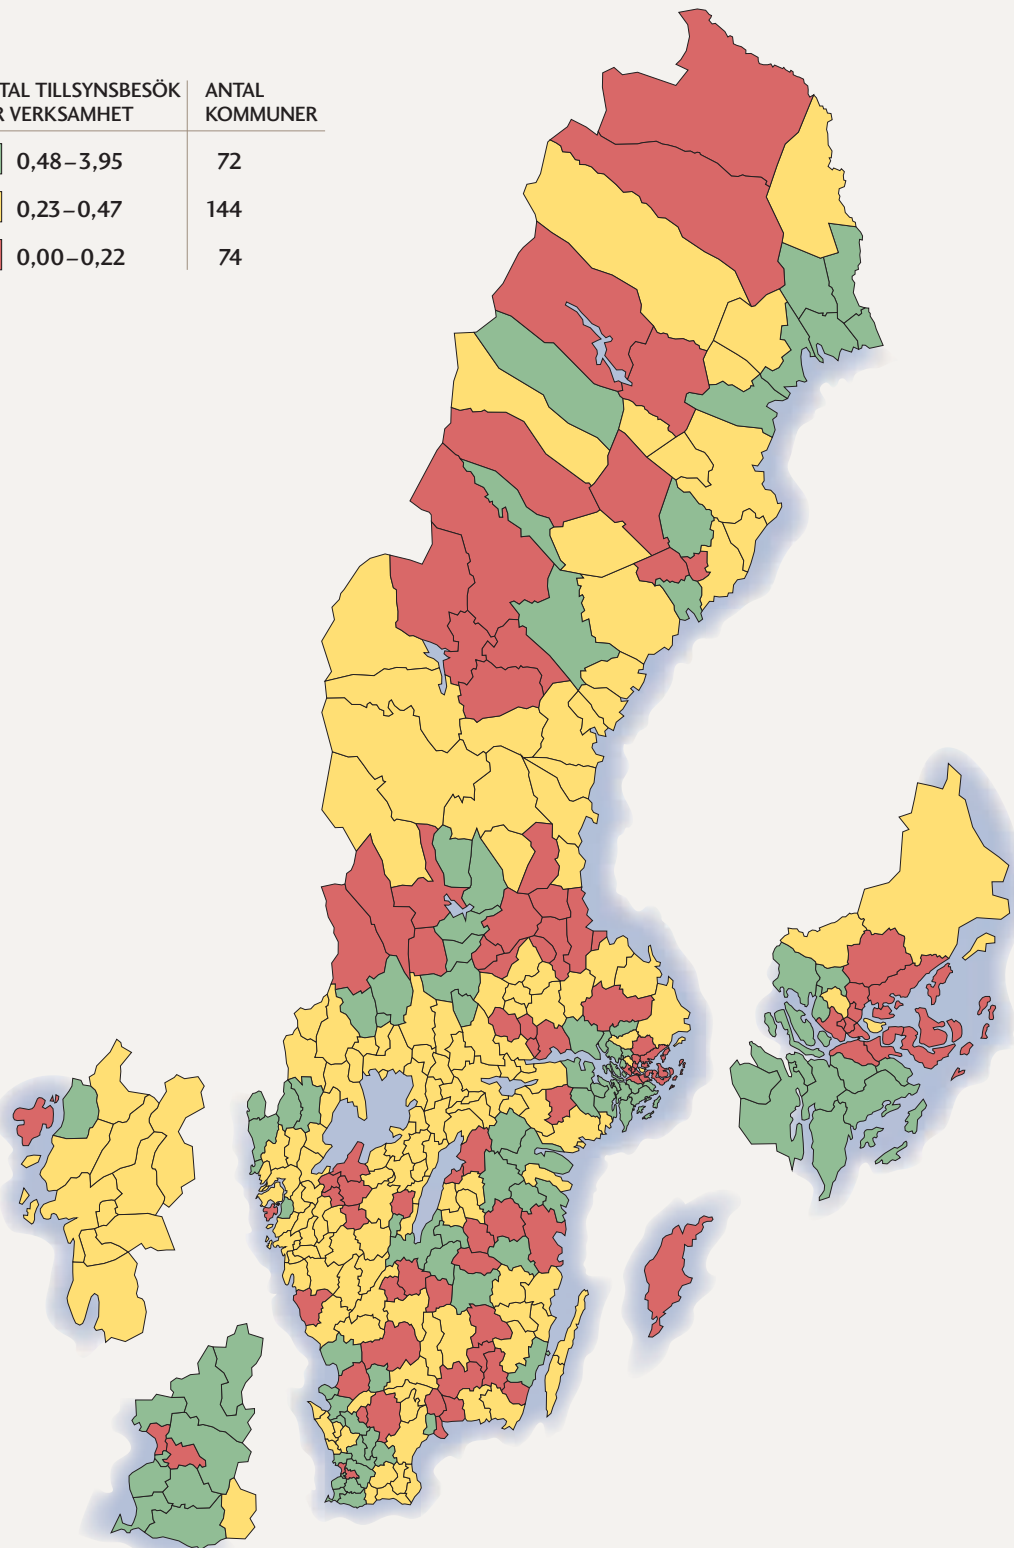 TAL TILLSYNSBESÖK
R VERKSAMHET
ANTAL
KOMMUNER
0,48–3,95 72
0,23–0,47 144
0,00–0,22 74